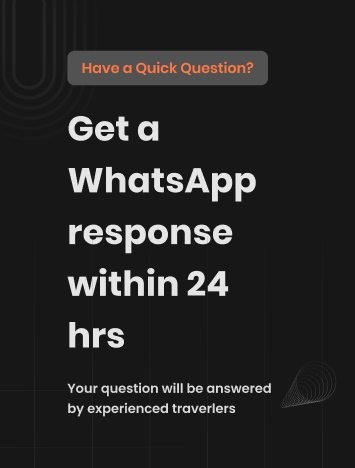 Have a Quick Question?
Get a
WhatsApp
response
within 24
hrs
Your question will be answered
by experienced traverlers